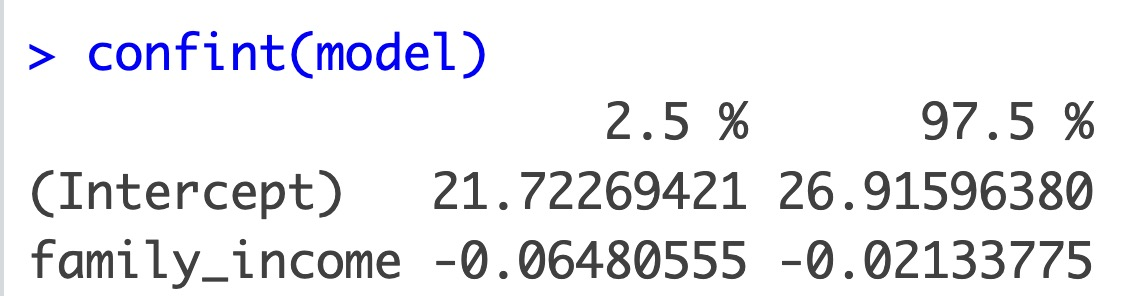 > confint(model)
2.5 % 97.5 %
(Intercept) 21.72269421 26.91596380
family_income -0.06480555 -0.02133775